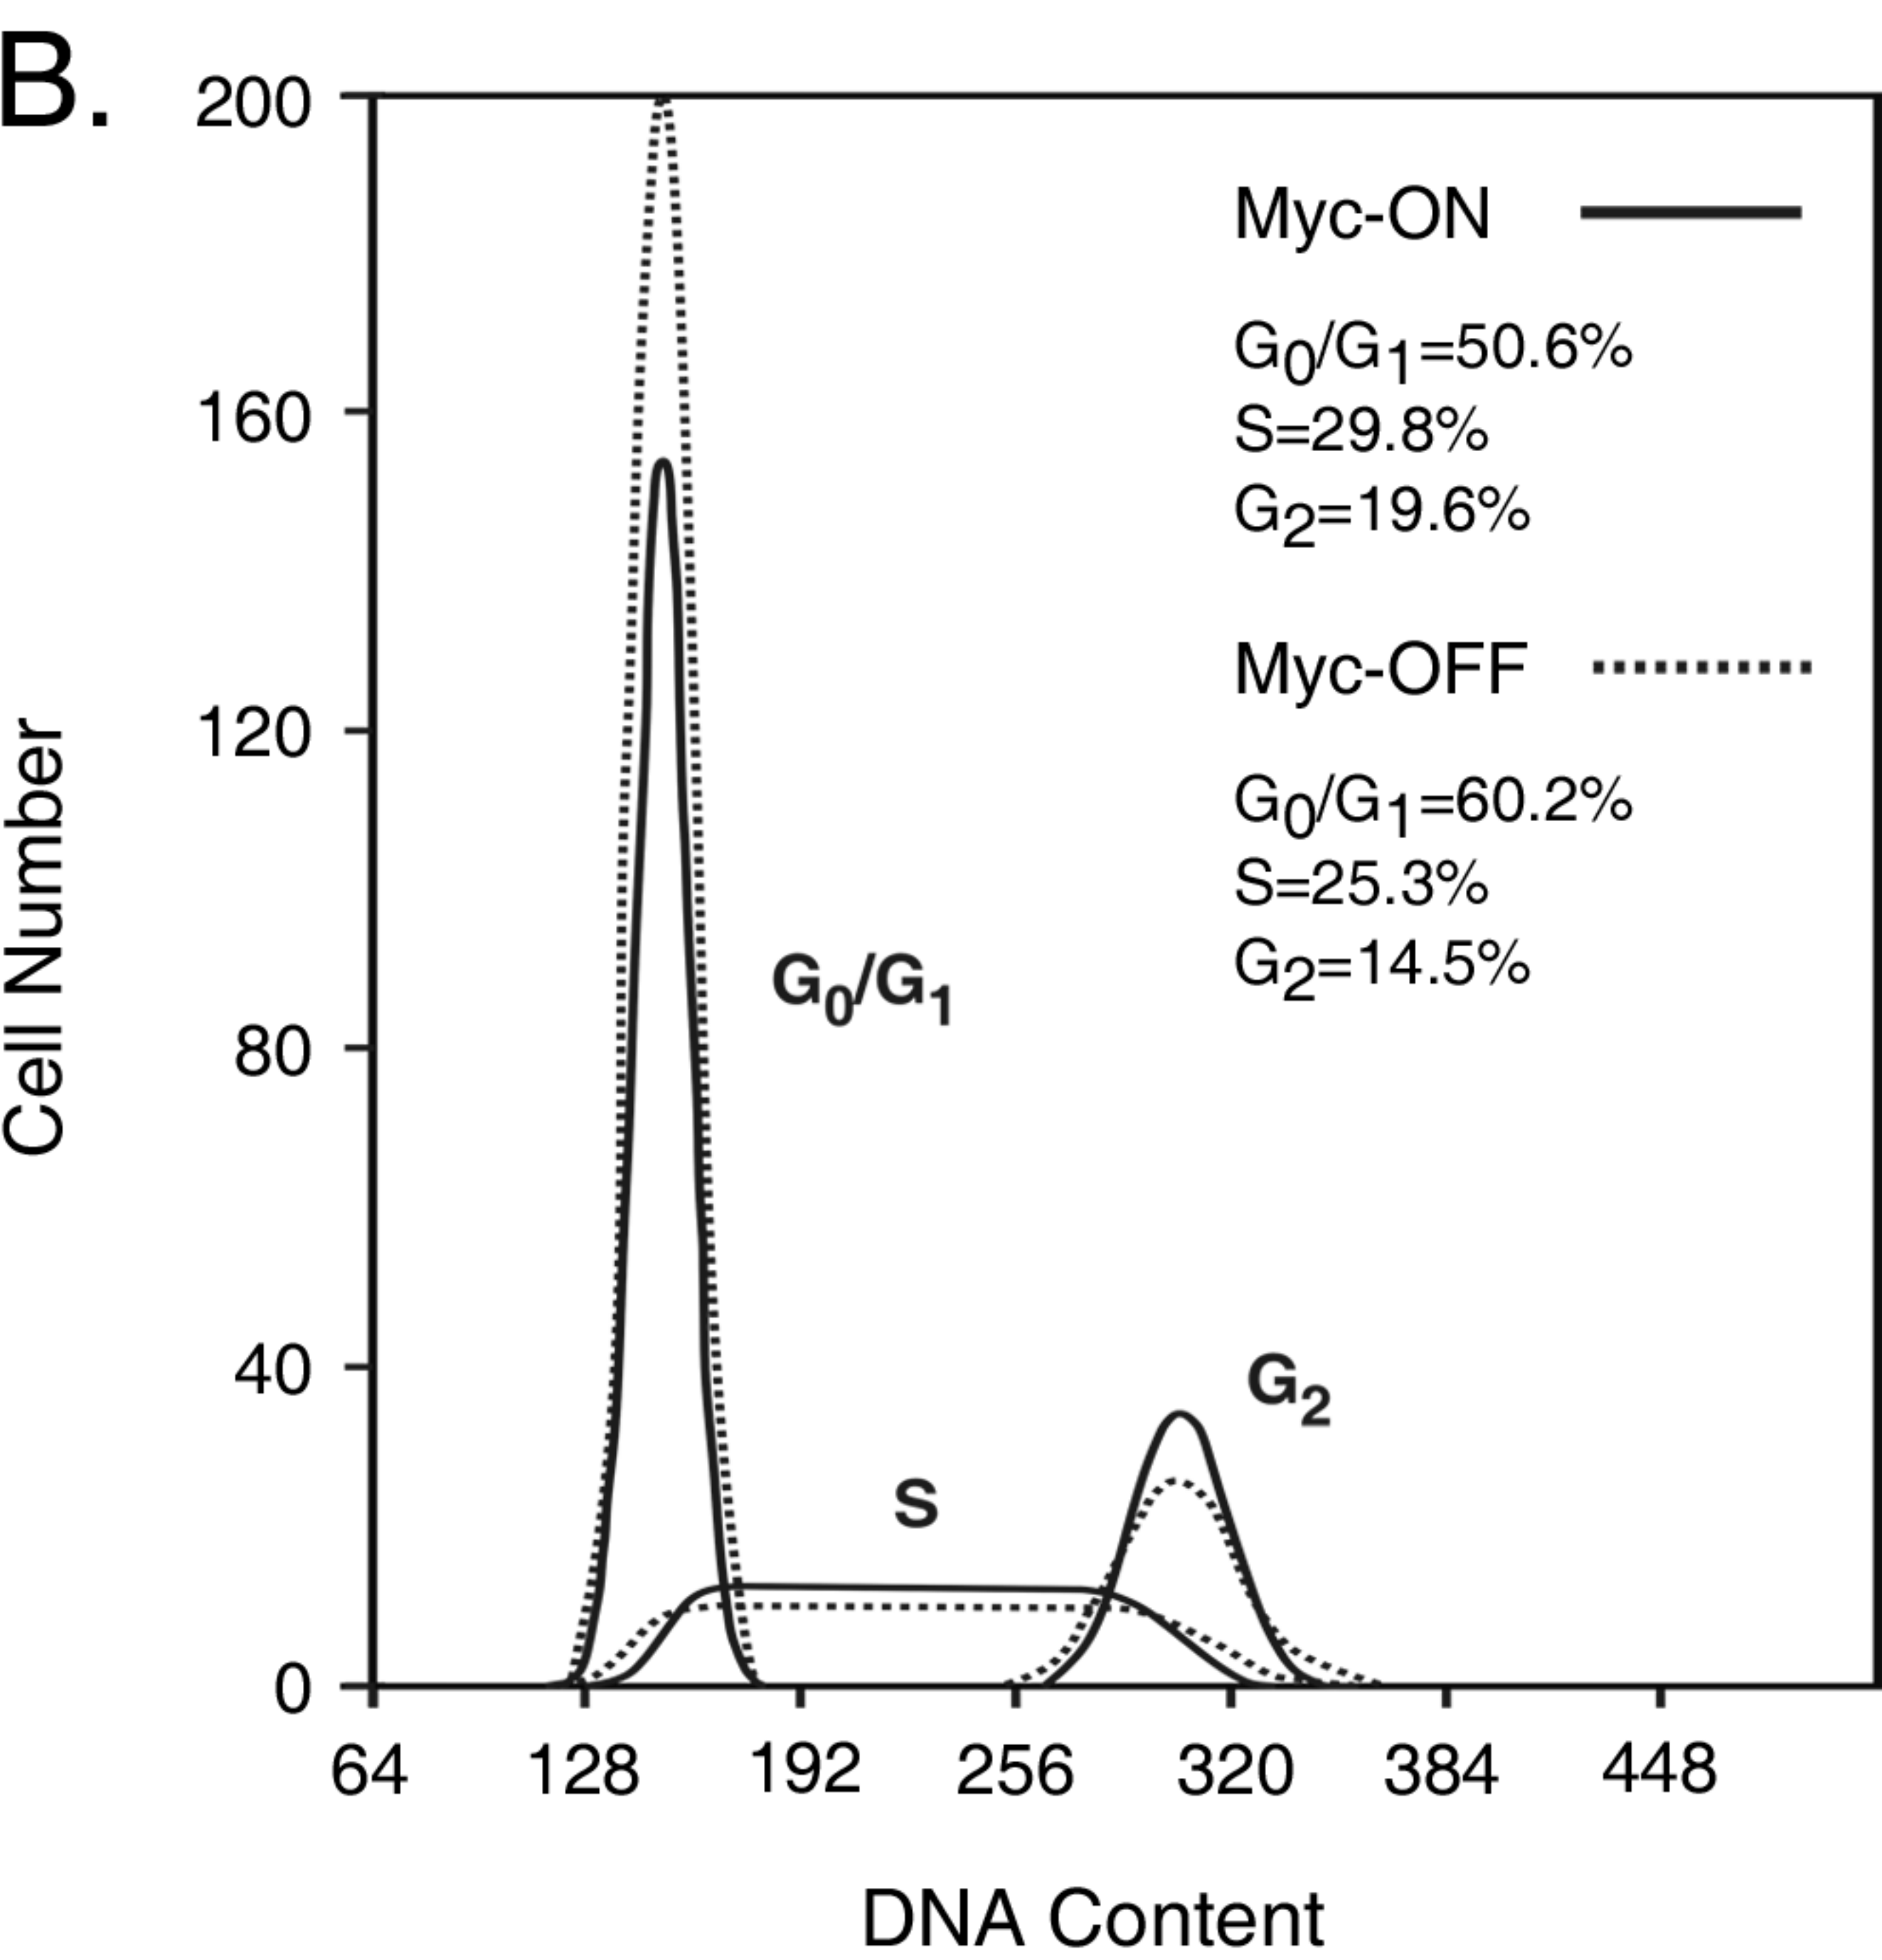 B.
200
160
120
80
40
0
Cell Number
Myc-ON
G0/G1=50.6%
S=29.8%
G2=19.6%
Myc-OFF
G0/G1=60.2%
S=25.3%
G2=14.5%
G0/G1
S
G2
64 128 192 256 320 384 448
DNA Content